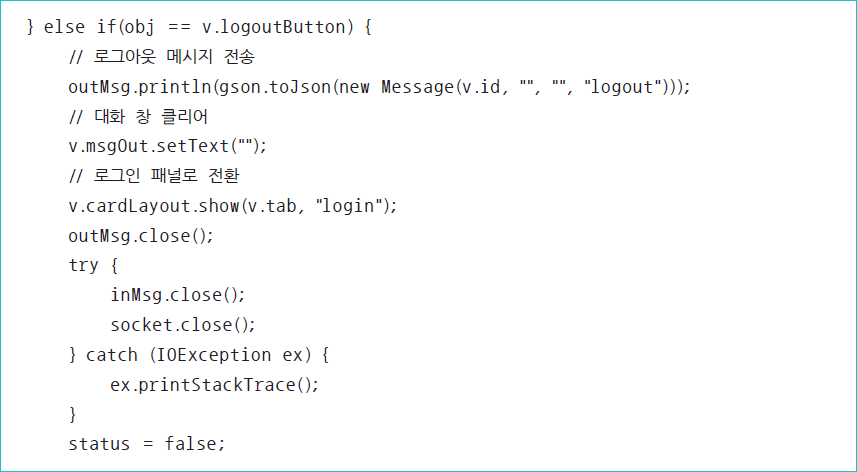 } else if(obj == v.logoutButton) {
    // 로그아웃 메시지 전송
    outMsg.println(gson.toJson(new Message(v.id, "", "", "logout")));
    // 대화 창 클리어
    v.msgOut.setText("");
    // 로그인 패널로 전환
    v.cardLayout.show(v.tab, "login");
    outMsg.close();
    try {
        inMsg.close();
        socket.close();
    } catch (IOException ex) {
        ex.printStackTrace();
    }
    status = false;